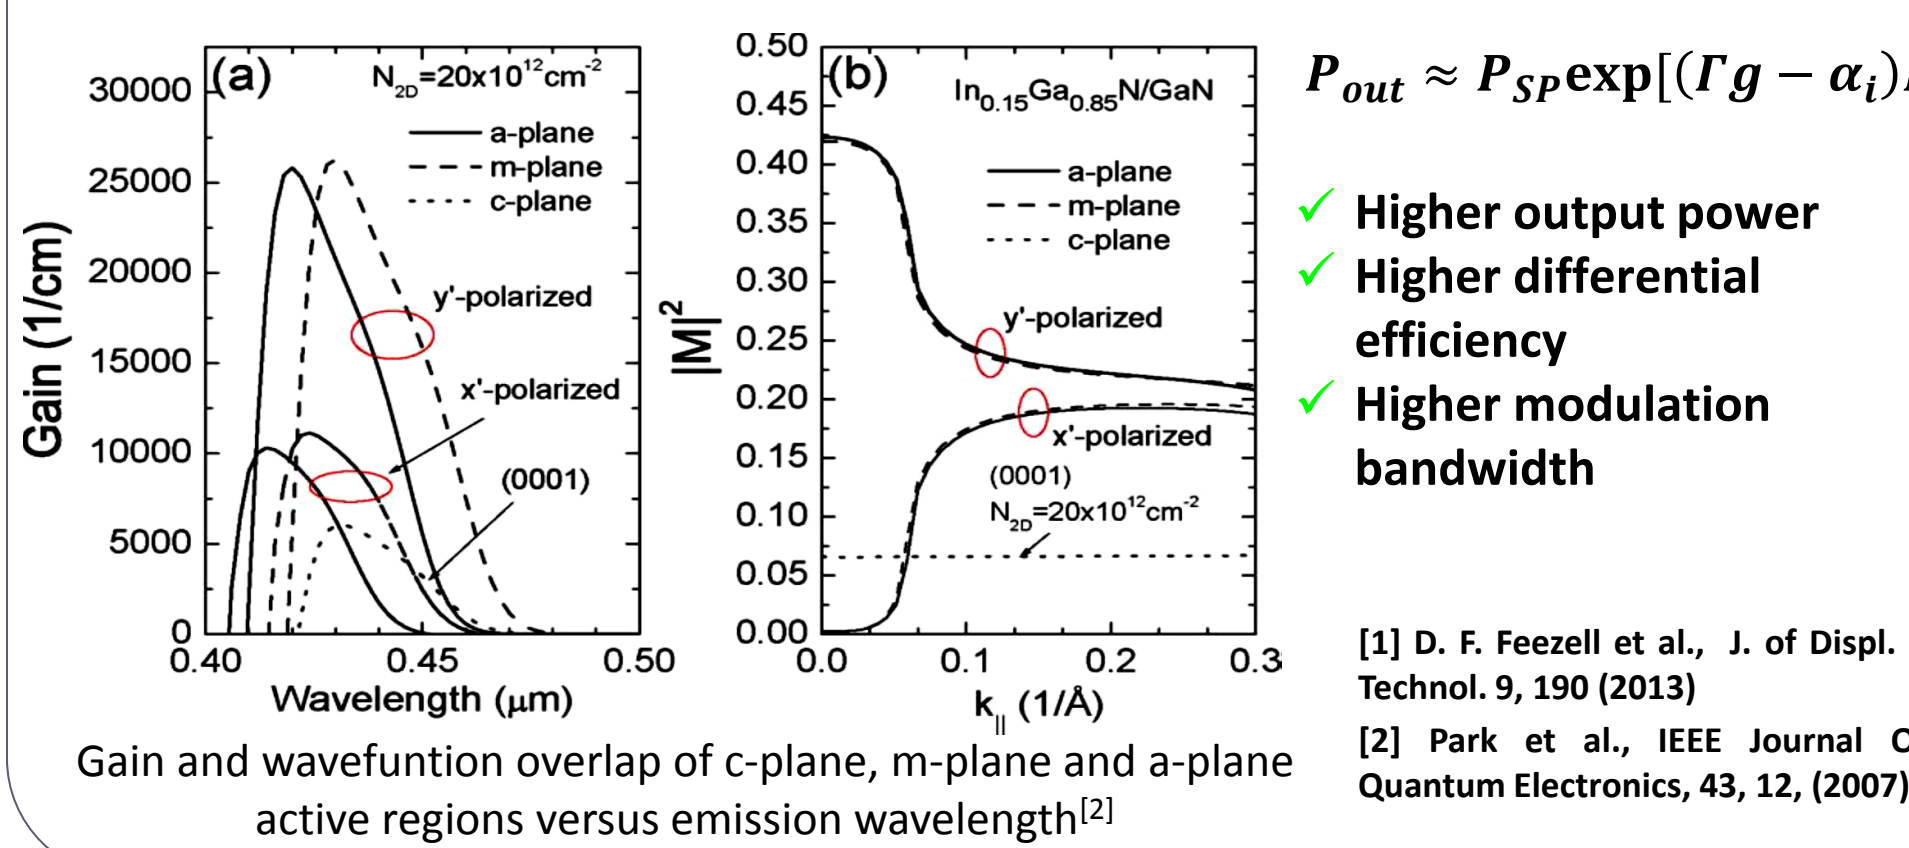 (a)
N2D=20x10^12cm^-2
a-plane
m-plane
c-plane
y'-polarized
x'-polarized
(0001)
Gain (1/cm)
30000
25000
20000
15000
10000
5000
0
0.40
0.45
0.50
Wavelength (μm)
(b)
In0.15Ga0.85N/GaN
a-plane
m-plane
c-plane
y'-polarized
x'-polarized
(0001)
N2D=20x10^12cm^-2
|M|^2
0.50
0.45
0.40
0.35
0.30
0.25
0.20
0.15
0.10
0.05
0.00
0.0
0.1
0.2
0.3
k|| (1/Å)
Gain and wavefuntion overlap of c-plane, m-plane and a-plane
active regions versus emission wavelength[2]
Pout ≈ PSP exp[(Γg − αi)
✓ Higher output power
✓ Higher differential
efficiency
✓ Higher modulation
bandwidth
[1] D. F. Feezell et al., J. of Displ.
Technol. 9, 190 (2013)
[2] Park et al., IEEE Journal
Quantum Electronics, 43, 12, (2007)